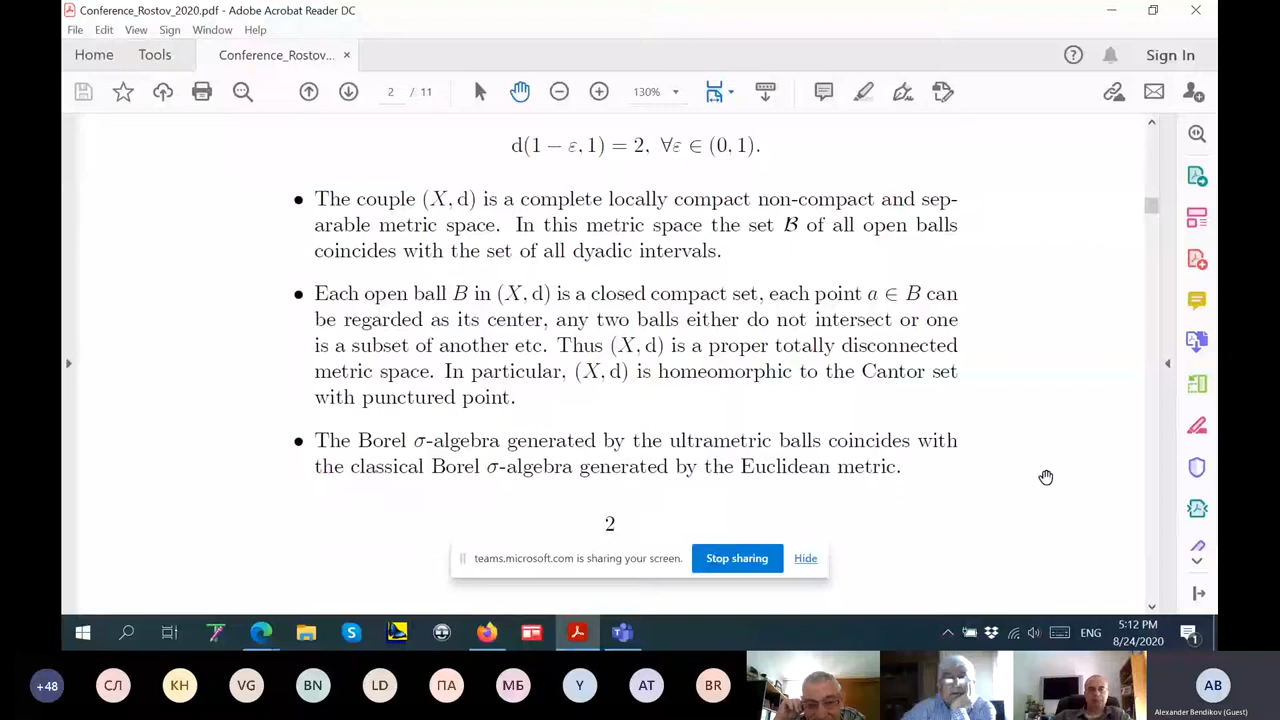 Conference_Rostov_2020.pdf - Adobe Acrobat Reader DC
File Edit View Sign Window Help
Home Tools Conference_Rostov... × Sign In
2 / 11 130%
d(1 − ε, 1) = 2, ∀ε ∈ (0, 1).
• The couple (X, d) is a complete locally compact non-compact and sep-
arable metric space. In this metric space the set B of all open balls
coincides with the set of all dyadic intervals.
• Each open ball B in (X, d) is a closed compact set, each point a ∈ B can
be regarded as its center, any two balls either do not intersect or one
is a subset of another etc. Thus (X, d) is a proper totally disconnected
metric space. In particular, (X, d) is homeomorphic to the Cantor set
with punctured point.
• The Borel σ-algebra generated by the ultrametric balls coincides with
the classical Borel σ-algebra generated by the Euclidean metric.
2
teams.microsoft.com is sharing your screen. Stop sharing Hide
ENG
5:12 PM
8/24/2020
+48 СЛ КН VG BN LD ПА МБ Y AT BR AB
Alexander Bendikov (Guest)